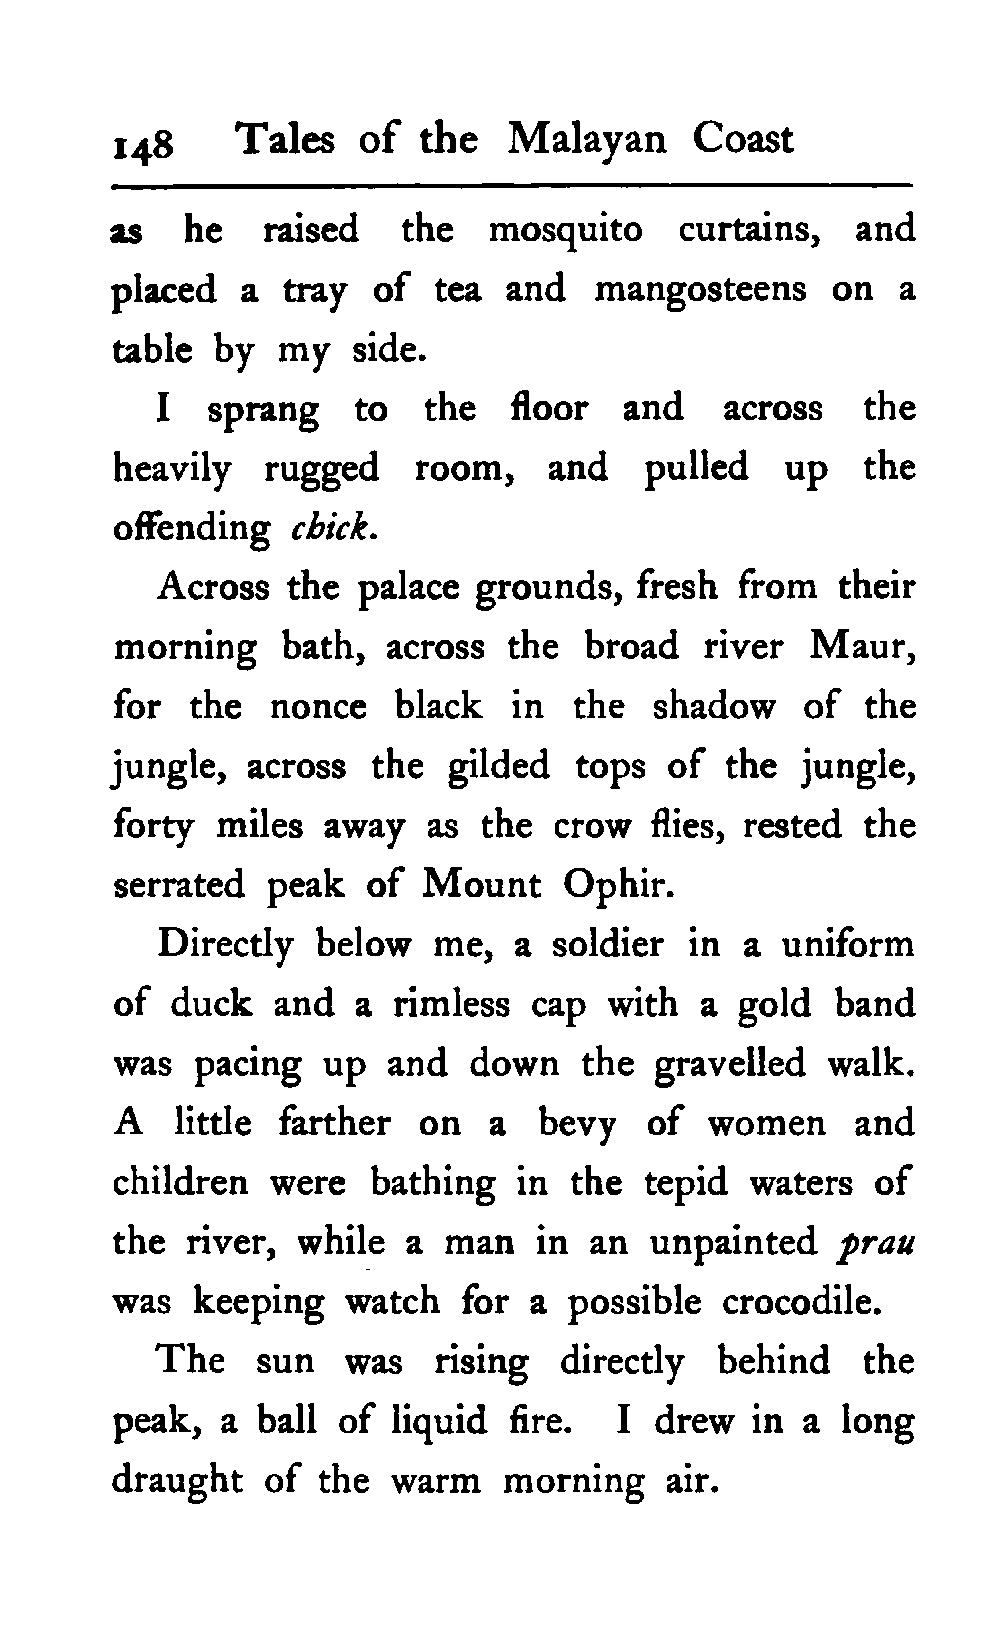 148 Tales of the Malayan Coast
as he raised the mosquito curtains, and
placed a tray of tea and mangosteens on a
table by my side.
I sprang to the floor and across the
heavily rugged room, and pulled up the
offending chick.
Across the palace grounds, fresh from their
morning bath, across the broad river Maur,
for the nonce black in the shadow of the
jungle, across the gilded tops of the jungle,
forty miles away as the crow flies, rested the
serrated peak of Mount Ophir.
Directly below me, a soldier in a uniform
of duck and a rimless cap with a gold band
was pacing up and down the gravelled walk.
A little farther on a bevy of women and
children were bathing in the tepid waters of
the river, while a man in an unpainted prau
was keeping watch for a possible crocodile.
The sun was rising directly behind the
peak, a ball of liquid fire. I drew in a long
draught of the warm morning air.